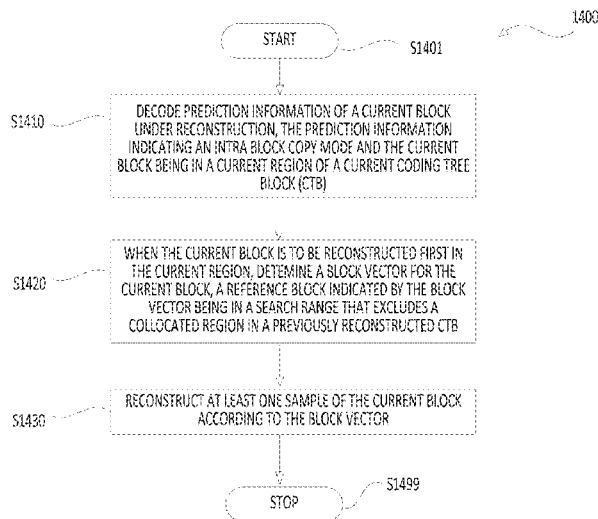 1400
START
S1401
S1410
DECODE PREDICTION INFORMATION OF A CURRENT BLOCK
UNDER RECONSTRUCTION, THE PREDICTION INFORMATION
INDICATING AN INTRA BLOCK COPY MODE AND THE CURRENT
BLOCK BEING IN A CURRENT REGION OF A CURRENT CODING TREE
BLOCK (CTB)
S1420
WHEN THE CURRENT BLOCK IS TO BE RECONSTRUCTED FIRST IN
THE CURRENT REGION, DETEMINE A BLOCK VECTOR FOR THE
CURRENT BLOCK, A REFERENCE BLOCK INDICATED BY THE BLOCK
VECTOR BEING IN A SEARCH RANGE THAT EXCLUDES A
COLLOCATED REGION IN A PREVIOUSLY RECONSTRUCTED CTB
S1430
RECONSTRUCT AT LEAST ONE SAMPLE OF THE CURRENT BLOCK
ACCORDING TO THE BLOCK VECTOR
S1499
STOP